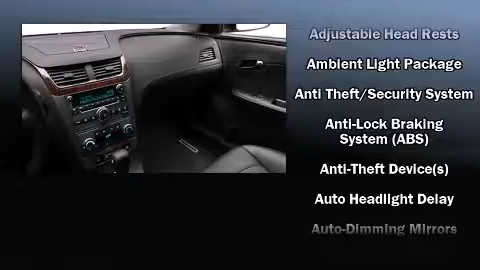 Adjustable Head Rests
Ambient Light Package
Anti Theft/Security System
Anti-Lock Braking
System (ABS)
Anti-Theft Device(s)
Auto Headlight Delay
Auto-Dimming Mirrors